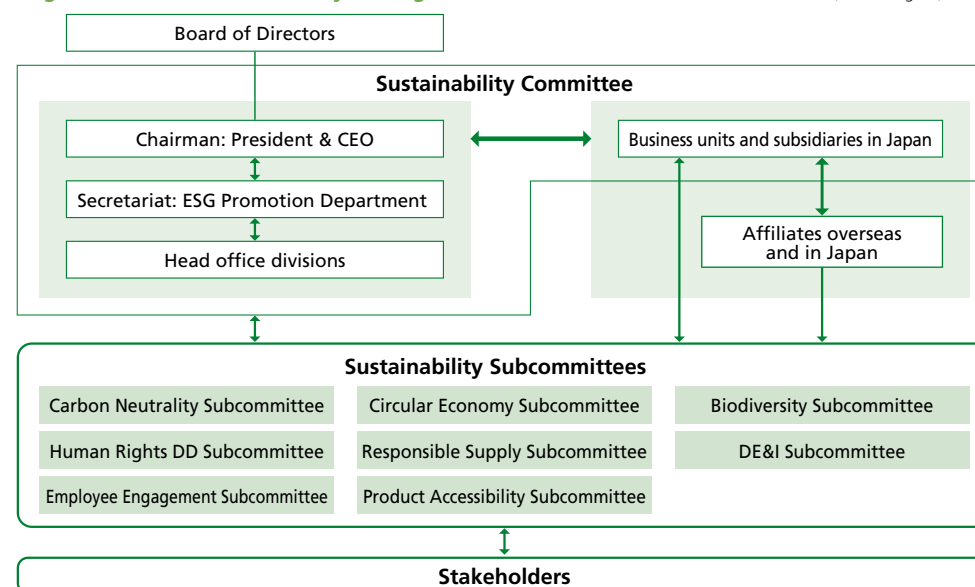 Board of Directors
Sustainability Committee
Chairman: President & CEO
Secretariat: ESG Promotion Department
Head office divisions
Business units and subsidiaries in Japan
Affiliates overseas
and in Japan
Sustainability Subcommittees
Carbon Neutrality Subcommittee
Circular Economy Subcommittee
Biodiversity Subcommittee
Human Rights DD Subcommittee
Responsible Supply Subcommittee
DE&I Subcommittee
Employee Engagement Subcommittee
Product Accessibility Subcommittee
Stakeholders